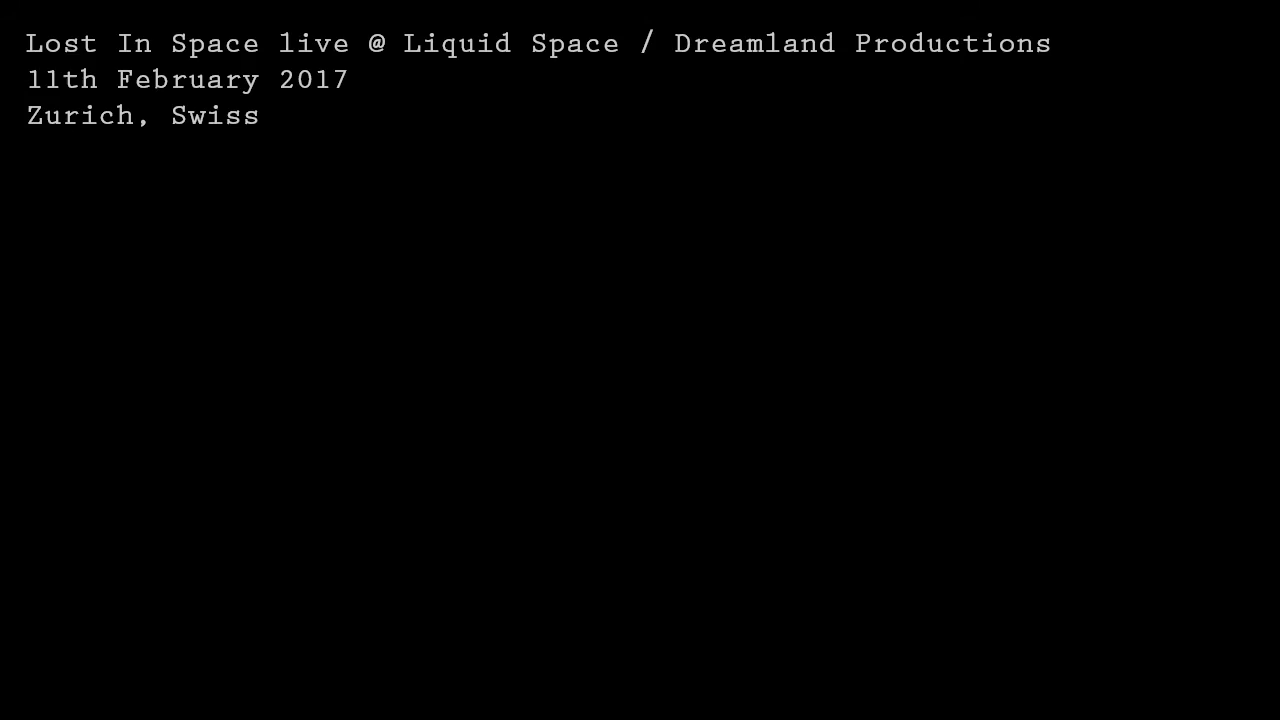 Lost In Space live @ Liquid Space / Dreamland Productions
11th February 2017
Zurich, Swiss